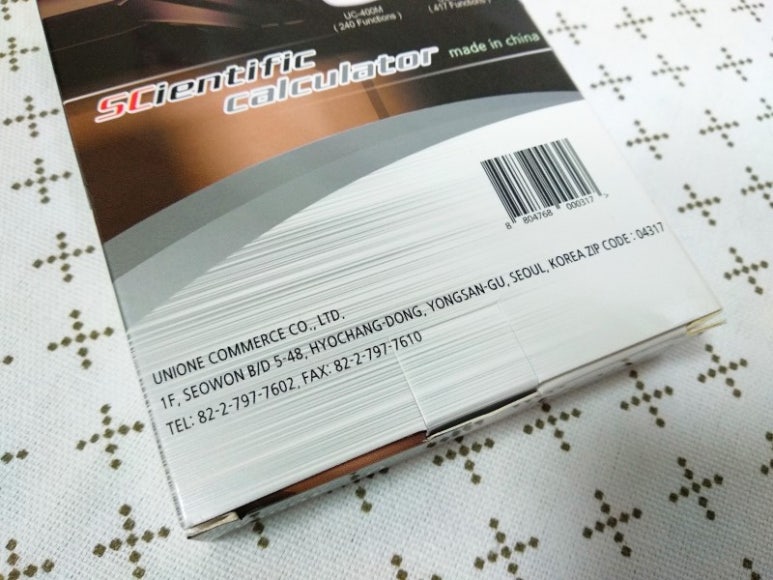 UC-400M
( 240 Functions )
( 417 Functions )
scientific
calculator
made in china
8 804768 000317 >
UNIONE COMMERCE CO., LTD.
1F, SEOWON B/D 5-48, HYOCHANG-DONG, YONGSAN-GU, SEOUL, KOREA ZIP CODE : 04317
TEL: 82-2-797-7602, FAX: 82-2-797-7610